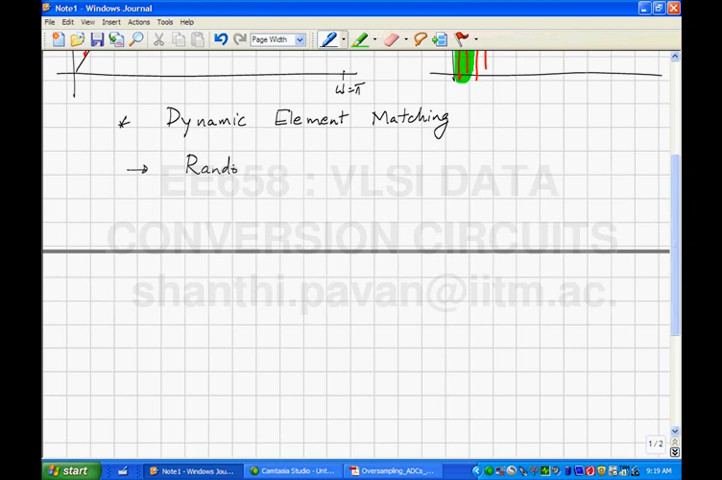 Note1 - Windows Journal
File Edit View Insert Actions Tools Help
Page Width
ω=π
* Dynamic Element Matching
→ Rando
EE658 : VLSI DATA
CONVERSION CIRCUITS
shanthi.pavan@iitm.ac.
1 / 2
start Note1 - Windows Jou... Camtasia Studio - Unt... Oversampling_ADCs_... 9:19 AM